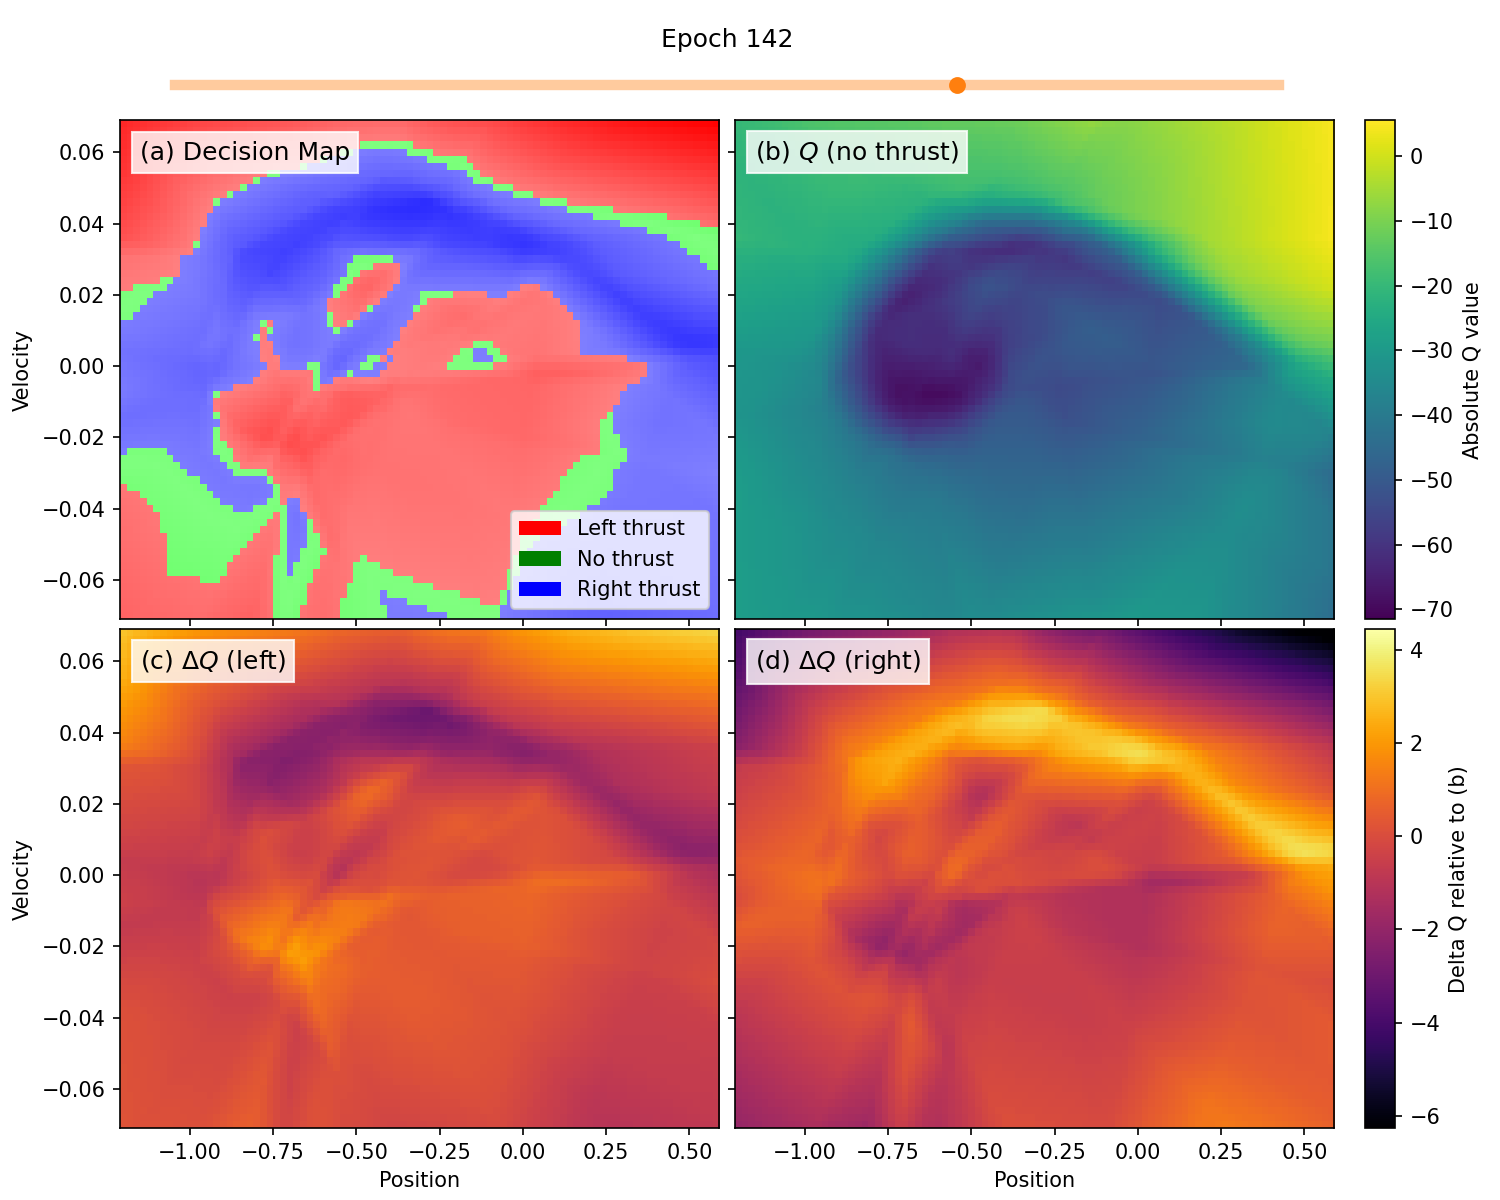 Epoch 142
(a) Decision Map
(b) Q (no thrust)
0.06
0.04
0.02
0.00
−0.02
−0.04
−0.06
Velocity
Left thrust
No thrust
Right thrust
0
−10
−20
−30
−40
−50
−60
−70
Absolute Q value
(c) ΔQ (left)
(d) ΔQ (right)
0.06
0.04
0.02
0.00
−0.02
−0.04
−0.06
Velocity
4
2
0
−2
−4
−6
Delta Q relative to (b)
−1.00 −0.75 −0.50 −0.25 0.00 0.25 0.50
Position
−1.00 −0.75 −0.50 −0.25 0.00 0.25 0.50
Position